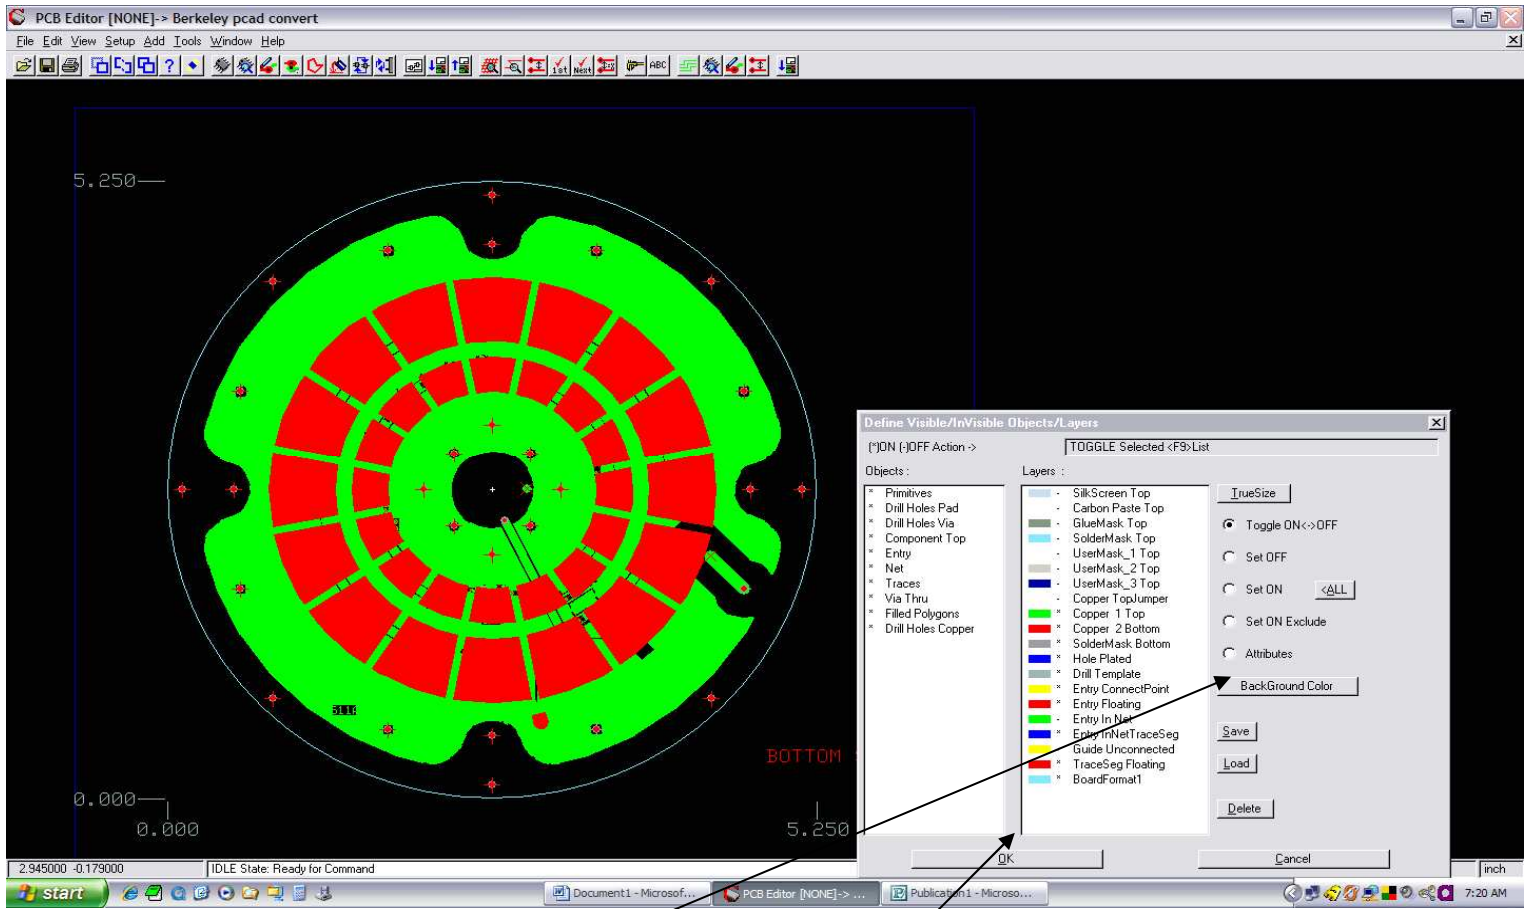 PCB Editor [NONE]-> Berkeley pcad convert
File Edit View Setup Add Tools Window Help
1st Next ABC
5.250
BOTTOM
0.000
0.000 5.250
Define Visible/InVisible Objects/Layers
(*)ON (-)OFF Action -> TOGGLE Selected <F9>List
Objects : Layers :
* Primitives
* Drill Holes Pad
* Drill Holes Via
* Component Top
* Entry
* Net
* Traces
* Via Thru
* Filled Polygons
* Drill Holes Copper
- SilkScreen Top
- Carbon Paste Top
- GlueMask Top
- SolderMask Top
- UserMask_1 Top
- UserMask_2 Top
- UserMask_3 Top
- Copper TopJumper
* Copper 1 Top
* Copper 2 Bottom
* SolderMask Bottom
* Hole Plated
* Drill Template
* Entry ConnectPoint
* Entry Floating
- Entry In Net
* Entry InNetTraceSeg
Guide Unconnected
* TraceSeg Floating
* BoardFormat1
TrueSize
Toggle ON<->OFF
Set OFF
Set ON <ALL
Set ON Exclude
Attributes
BackGround Color
Save
Load
Delete
OK Cancel
2.945000 -0.179000 IDLE State: Ready for Command inch
start Document1 - Microsof... PCB Editor [NONE]-> ... Publication1 - Microso... 7:20 AM